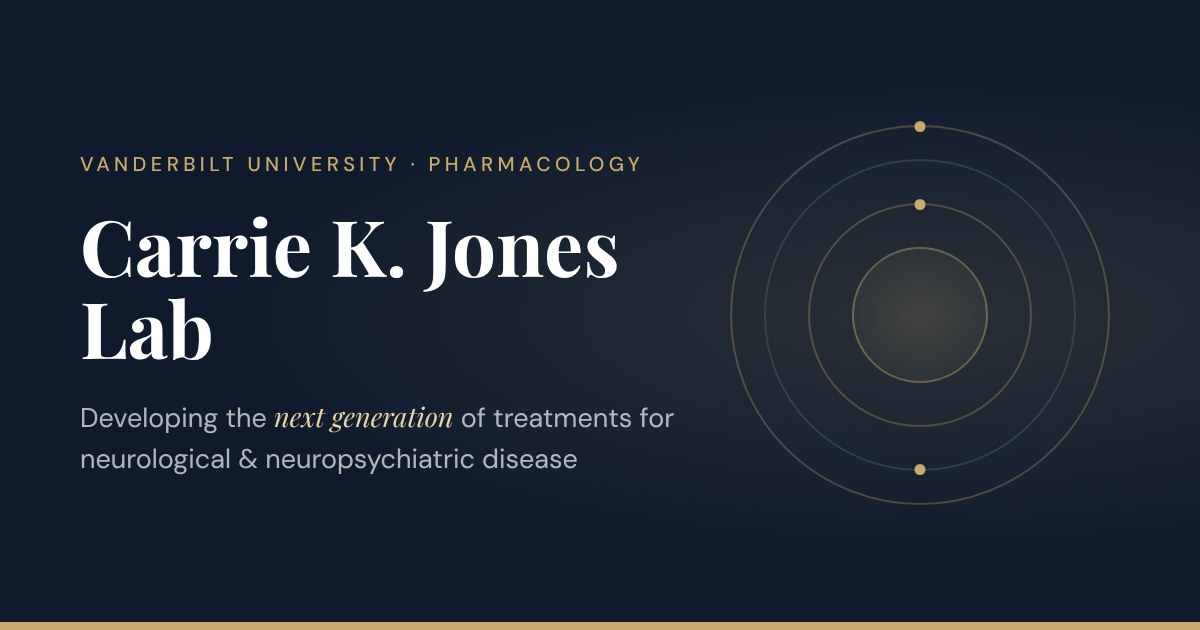 VANDERBILT UNIVERSITY · PHARMACOLOGY
Carrie K. Jones
Lab
Developing the next generation of treatments for
neurological & neuropsychiatric disease